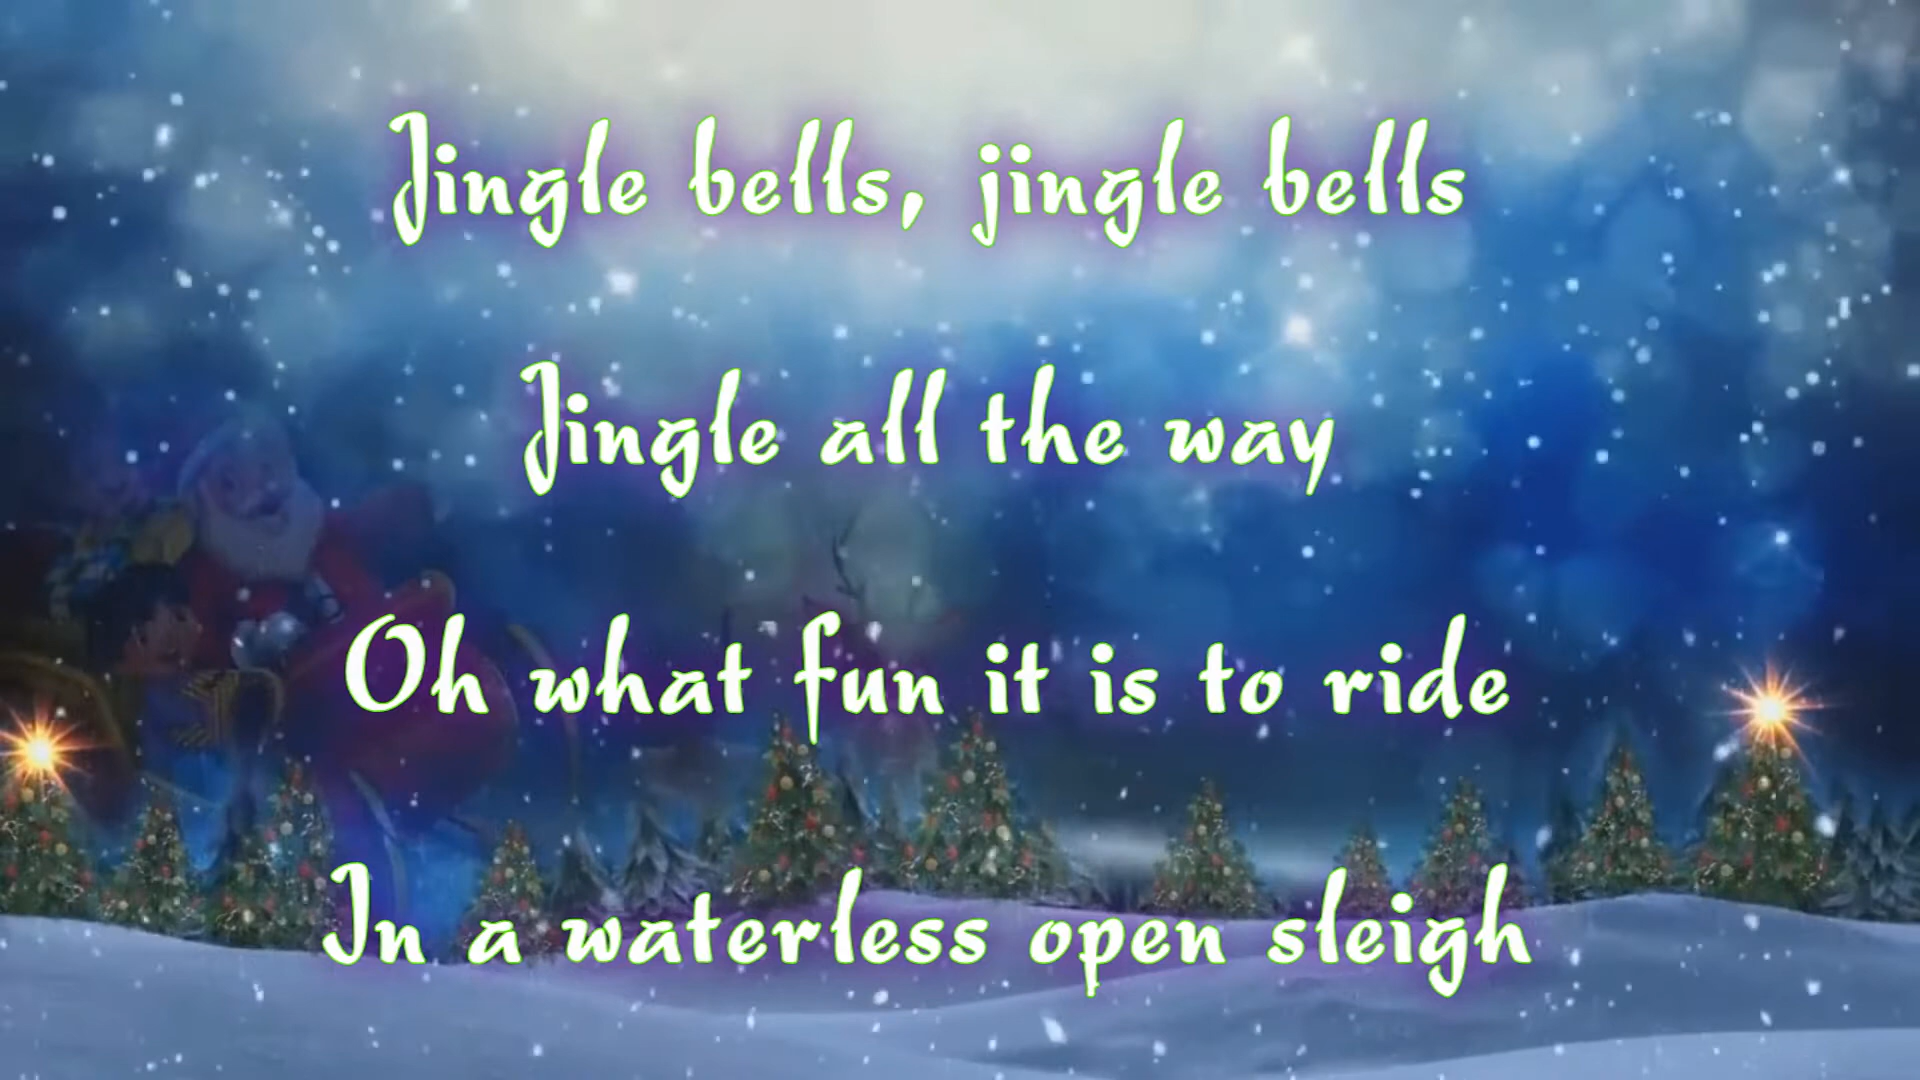 Jingle bells, jingle bells
Jingle all the way
Oh what fun it is to ride
In a waterless open sleigh